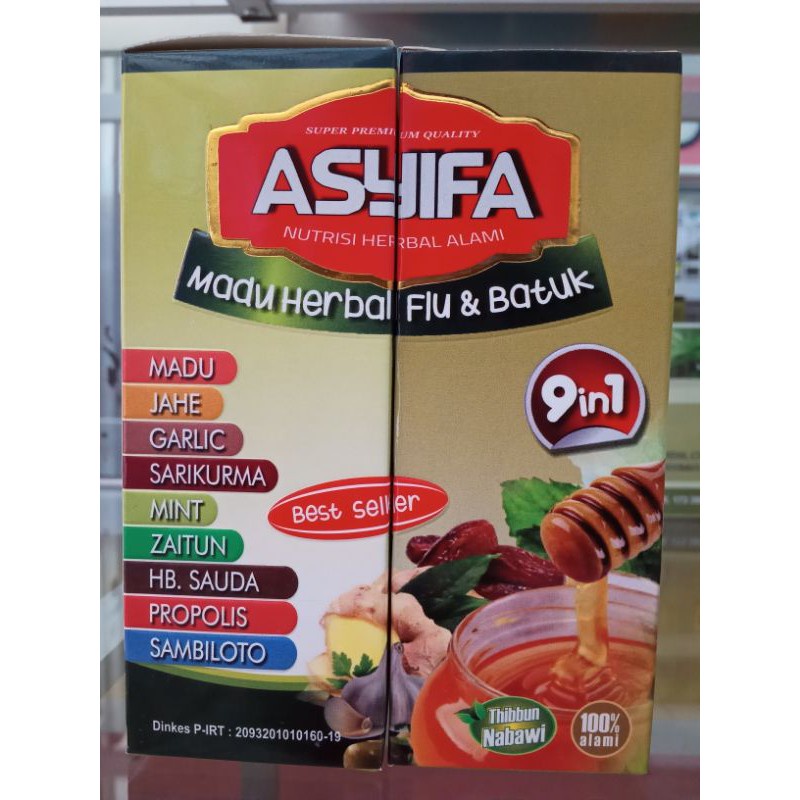 SUPER PREMIUM QUALITY
ASYIFA
NUTRISI HERBAL ALAMI
Madu Herbal Flu & Batuk
9in1
MADU
JAHE
GARLIC
SARIKURMA
MINT
ZAITUN
HB. SAUDA
PROPOLIS
SAMBILOTO
Best Seller
Dinkes P-IRT : 2093201010160-19
Thibbun
Nabawi
100%
alami